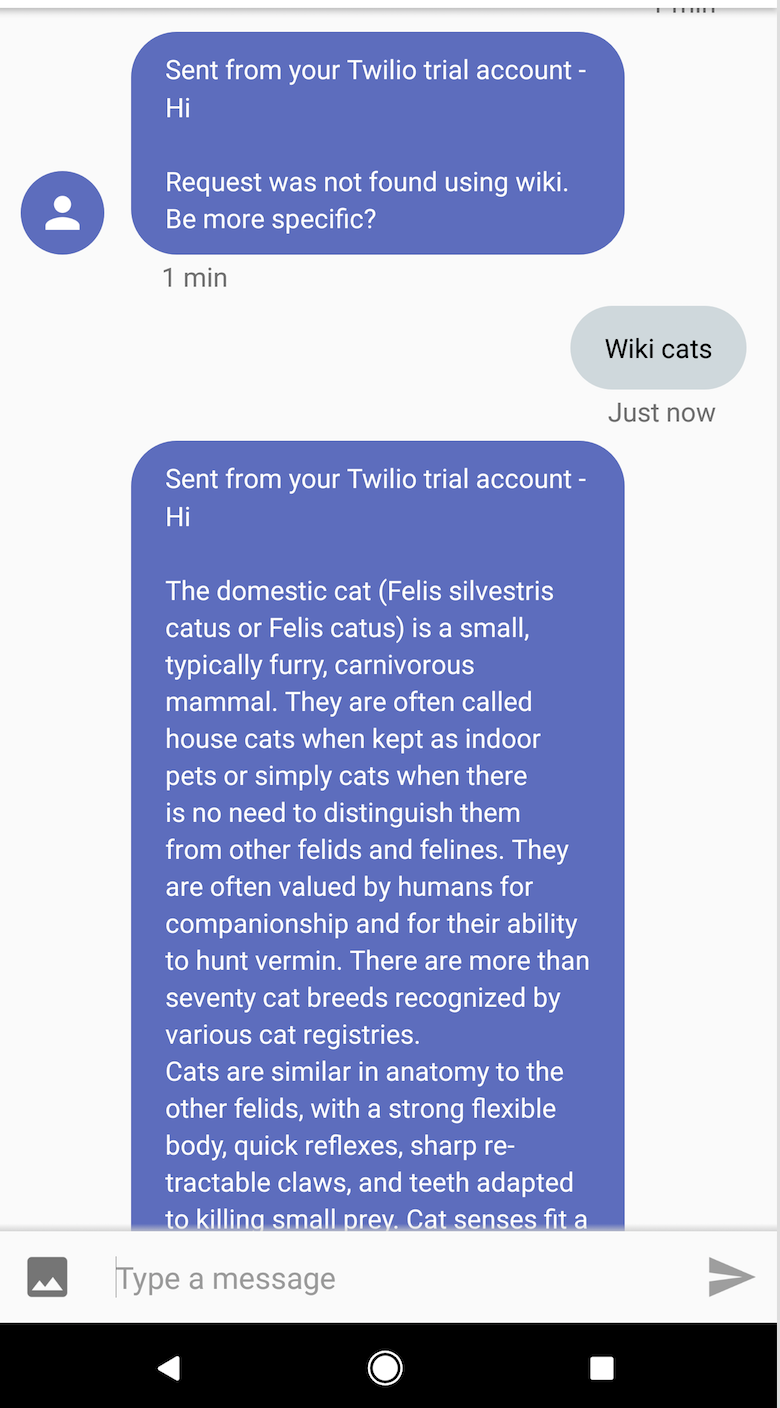 Sent from your Twilio trial account -
Hi
Request was not found using wiki.
Be more specific?
1 min
Wiki cats
Just now
Sent from your Twilio trial account -
Hi
The domestic cat (Felis silvestris
catus or Felis catus) is a small,
typically furry, carnivorous
mammal. They are often called
house cats when kept as indoor
pets or simply cats when there
is no need to distinguish them
from other felids and felines. They
are often valued by humans for
companionship and for their ability
to hunt vermin. There are more than
seventy cat breeds recognized by
various cat registries.
Cats are similar in anatomy to the
other felids, with a strong flexible
body, quick reflexes, sharp re-
tractable claws, and teeth adapted
to killing small prey. Cat senses fit a
Type a message